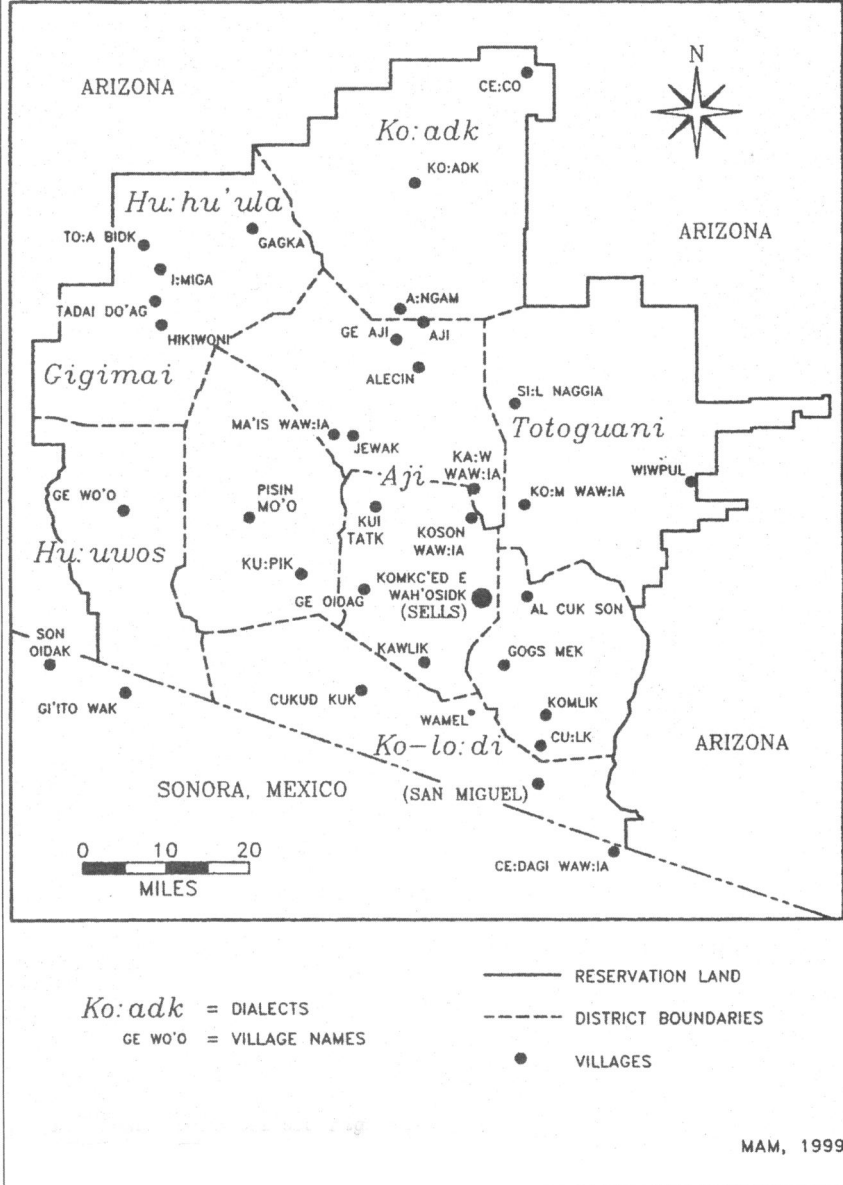 ARIZONA
N
CE:CO
Ko:adk
KO:ADK
Hu:hu'ula
TO:A BIDK
GAGKA
ARIZONA
I:MIGA
TADAI DO'AG
A:NGAM
HIKIWONI
GE AJI
AJI
Gigimai
ALECIN
SI:L NAGGIA
MA'IS WAW:IA
JEWAK
Totoguani
KA:W
WAW:IA
Aji
WIWPUL
GE WO'O
PISIN
MO'O
KUI
TATK
KO:M WAW:IA
KOSON
WAW:IA
Hu:uwos
KU:PIK
GE OIDAG
KOMKC'ED E
WAH'OSIDK
(SELLS)
AL CUK SON
SON
OIDAK
KAWLIK
GOGS MEK
GI'ITO WAK
CUKUD KUK
WAMEL
KOMLIK
Ko-lo:di
CU:LK
ARIZONA
SONORA, MEXICO
(SAN MIGUEL)
0 10 20
MILES
CE:DAGI WAW:IA
Ko:adk = DIALECTS
GE WO'O = VILLAGE NAMES
RESERVATION LAND
DISTRICT BOUNDARIES
VILLAGES
MAM, 1999